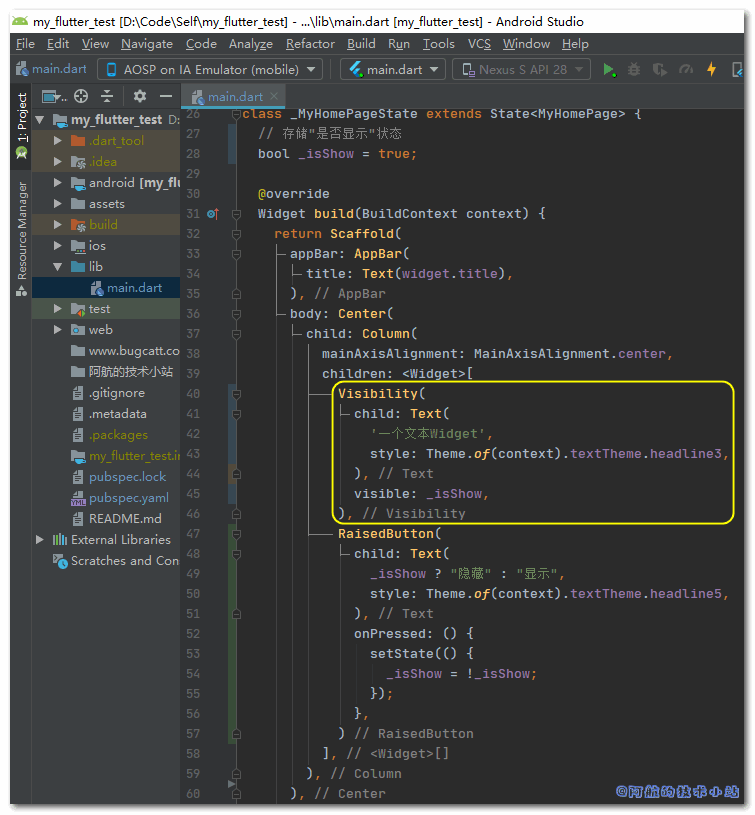 my_flutter_test [D:\Code\Self\my_flutter_test] - ...\lib\main.dart [my_flutter_test] - Android Studio
File Edit View Navigate Code Analyze Refactor Build Run Tools VCS Window Help
main.dart AOSP on IA Emulator (mobile) main.dart Nexus S API 28
1: Project
Resource Manager
main.dart
my_flutter_test D:
.dart_tool
.idea
android [my_flu
assets
build
ios
lib
main.dart
test
web
www.bugcatt.co
阿航的技术小站
.gitignore
.metadata
.packages
my_flutter_test.in
pubspec.lock
pubspec.yaml
README.md
External Libraries
Scratches and Con
26 class _MyHomePageState extends State<MyHomePage> {
27 // 存储"是否显示"状态
28 bool _isShow = true;
29
30 @override
31 Widget build(BuildContext context) {
32 return Scaffold(
33 appBar: AppBar(
34 title: Text(widget.title),
35 ), // AppBar
36 body: Center(
37 child: Column(
38 mainAxisAlignment: MainAxisAlignment.center,
39 children: <Widget>[
40 Visibility(
41 child: Text(
42 '一个文本Widget',
43 style: Theme.of(context).textTheme.headline3,
44 ), // Text
45 visible: _isShow,
46 ), // Visibility
47 RaisedButton(
48 child: Text(
49 _isShow ? "隐藏" : "显示",
50 style: Theme.of(context).textTheme.headline5,
51 ), // Text
52 onPressed: () {
53 setState(() {
54 _isShow = !_isShow;
55 });
56 },
57 ) // RaisedButton
58 ], // <Widget>[]
59 ), // Column
60 ), // Center
@阿航的技术小站